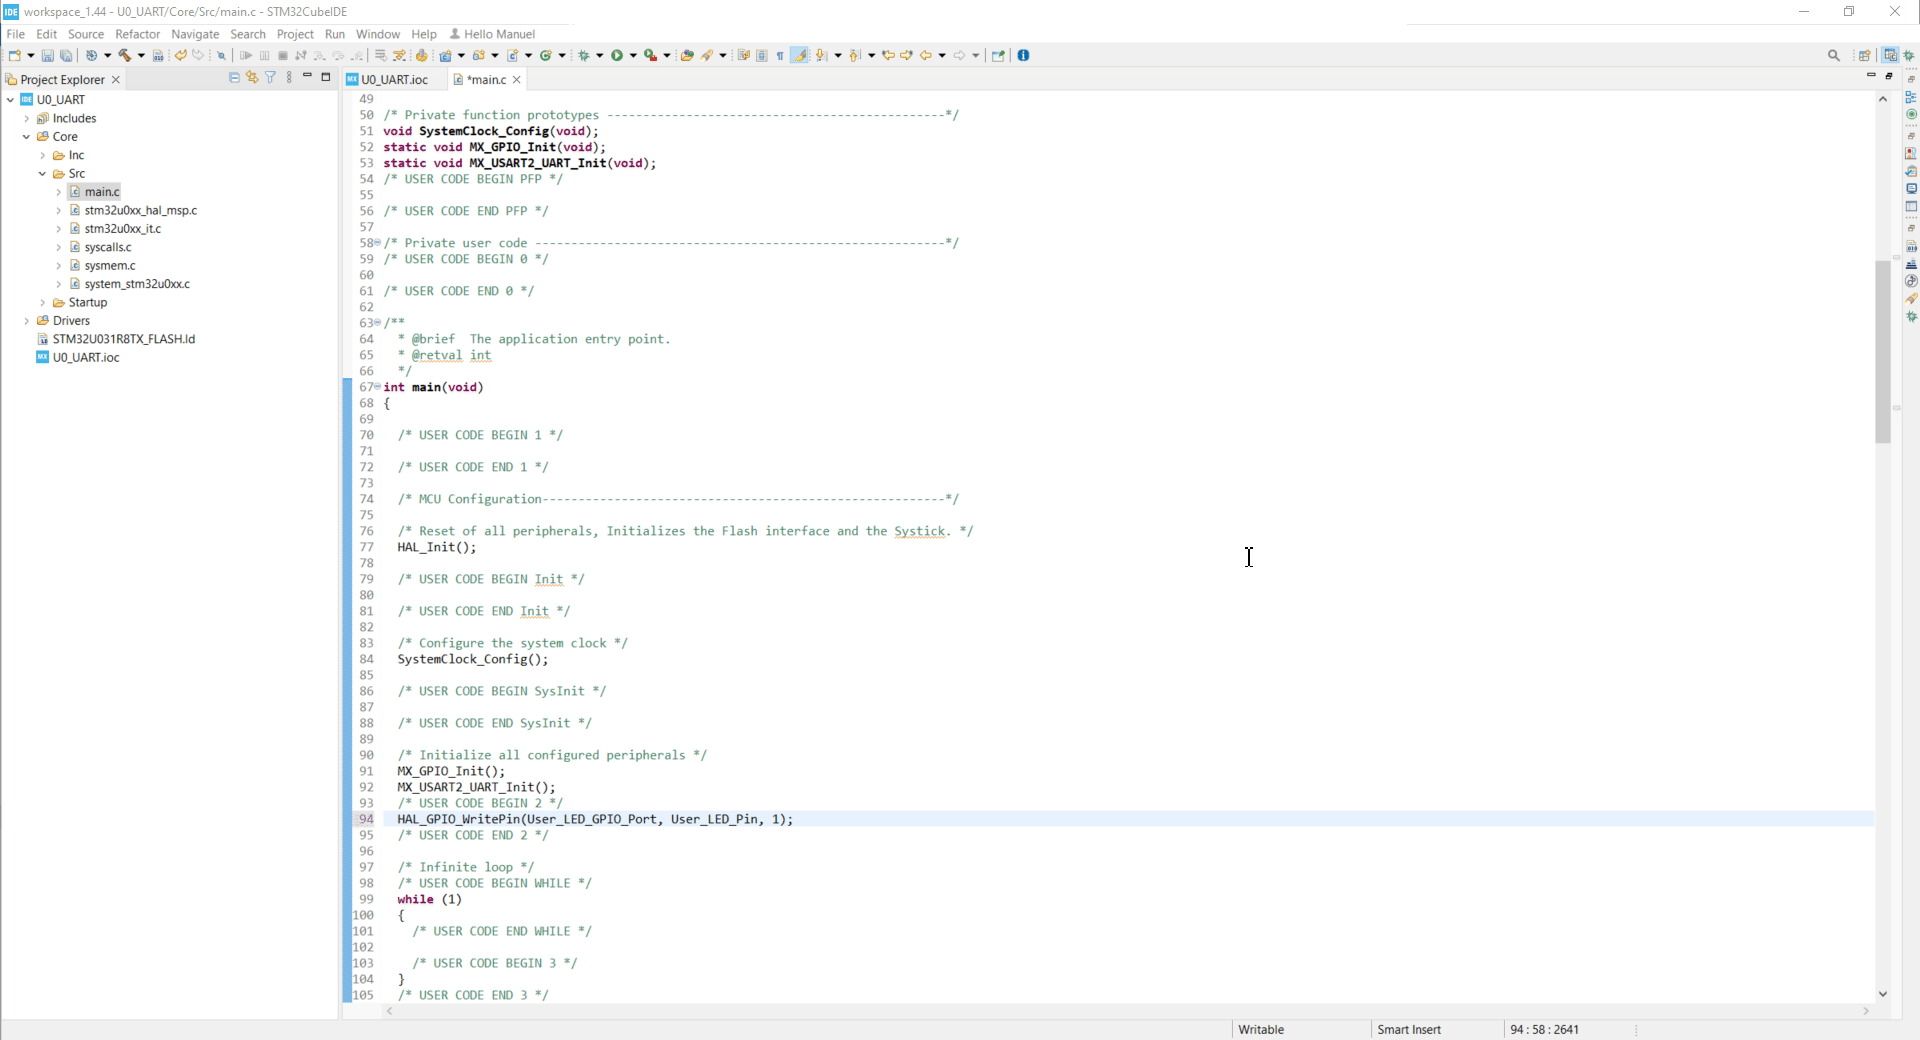 workspace_1.44 - U0_UART/Core/Src/main.c - STM32CubeIDE
File Edit Source Refactor Navigate Search Project Run Window Help Hello Manuel
Project Explorer
U0_UART
Includes
Core
Inc
Src
main.c
stm32u0xx_hal_msp.c
stm32u0xx_it.c
syscalls.c
sysmem.c
system_stm32u0xx.c
Startup
Drivers
STM32U031R8TX_FLASH.ld
U0_UART.ioc
U0_UART.ioc *main.c
49
50 /* Private function prototypes -----------------------------------------------*/
51 void SystemClock_Config(void);
52 static void MX_GPIO_Init(void);
53 static void MX_USART2_UART_Init(void);
54 /* USER CODE BEGIN PFP */
55
56 /* USER CODE END PFP */
57
58 /* Private user code ---------------------------------------------------------*/
59 /* USER CODE BEGIN 0 */
60
61 /* USER CODE END 0 */
62
63 /**
64 * @brief The application entry point.
65 * @retval int
66 */
67 int main(void)
68 {
69
70 /* USER CODE BEGIN 1 */
71
72 /* USER CODE END 1 */
73
74 /* MCU Configuration--------------------------------------------------------*/
75
76 /* Reset of all peripherals, Initializes the Flash interface and the Systick. */
77 HAL_Init();
78
79 /* USER CODE BEGIN Init */
80
81 /* USER CODE END Init */
82
83 /* Configure the system clock */
84 SystemClock_Config();
85
86 /* USER CODE BEGIN SysInit */
87
88 /* USER CODE END SysInit */
89
90 /* Initialize all configured peripherals */
91 MX_GPIO_Init();
92 MX_USART2_UART_Init();
93 /* USER CODE BEGIN 2 */
94 HAL_GPIO_WritePin(User_LED_GPIO_Port, User_LED_Pin, 1);
95 /* USER CODE END 2 */
96
97 /* Infinite loop */
98 /* USER CODE BEGIN WHILE */
99 while (1)
100 {
101 /* USER CODE END WHILE */
102
103 /* USER CODE BEGIN 3 */
104 }
105 /* USER CODE END 3 */
Writable Smart Insert 94 : 58 : 2641